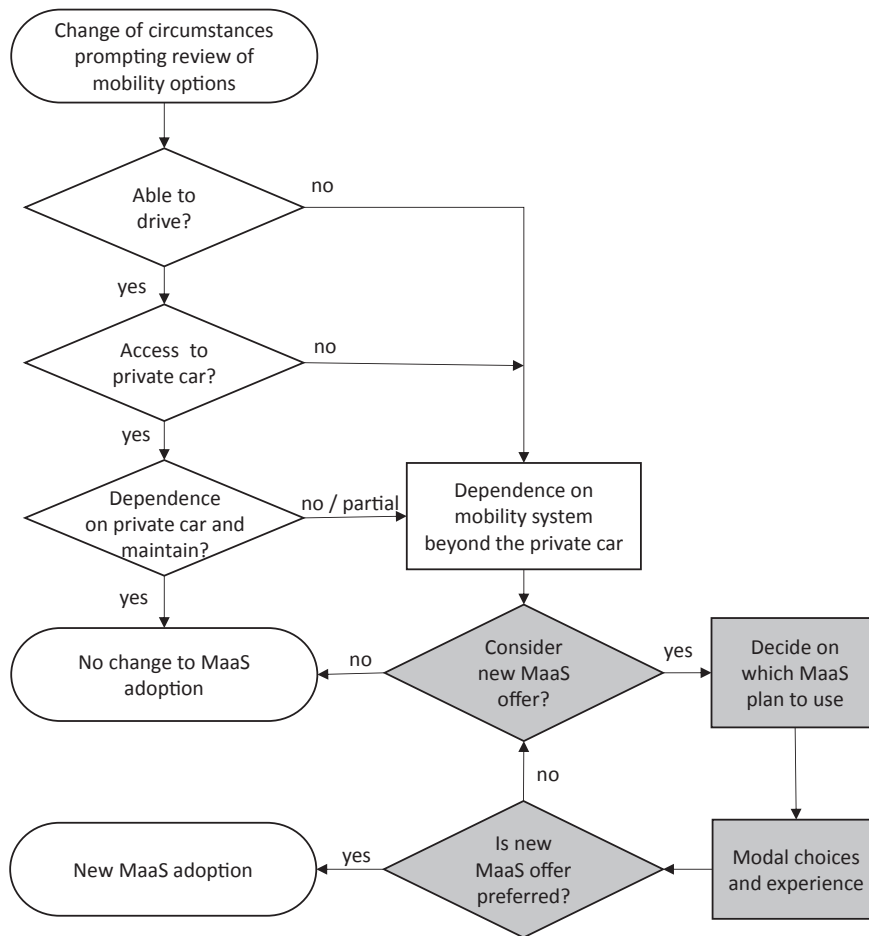 Change of circumstances
prompting review of
mobility options
Able to
drive?
no
yes
Access to
private car?
no
yes
Dependence
on private car and
maintain?
no / partial
Dependence on
mobility system
beyond the private car
yes
No change to MaaS
adoption
no
Consider
new MaaS
offer?
yes
Decide on
which MaaS
plan to use
no
New MaaS adoption
yes
Is new
MaaS offer
preferred?
Modal choices
and experience